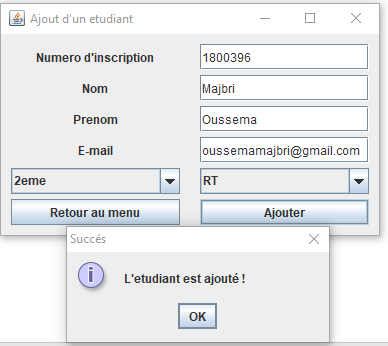 Ajout d'un etudiant
Numero d'inscription 1800396
Nom Majbri
Prenom Oussema
E-mail oussemamajbri@gmail.com
2eme RT
Retour au menu Ajouter
Succés
L'etudiant est ajouté !
OK